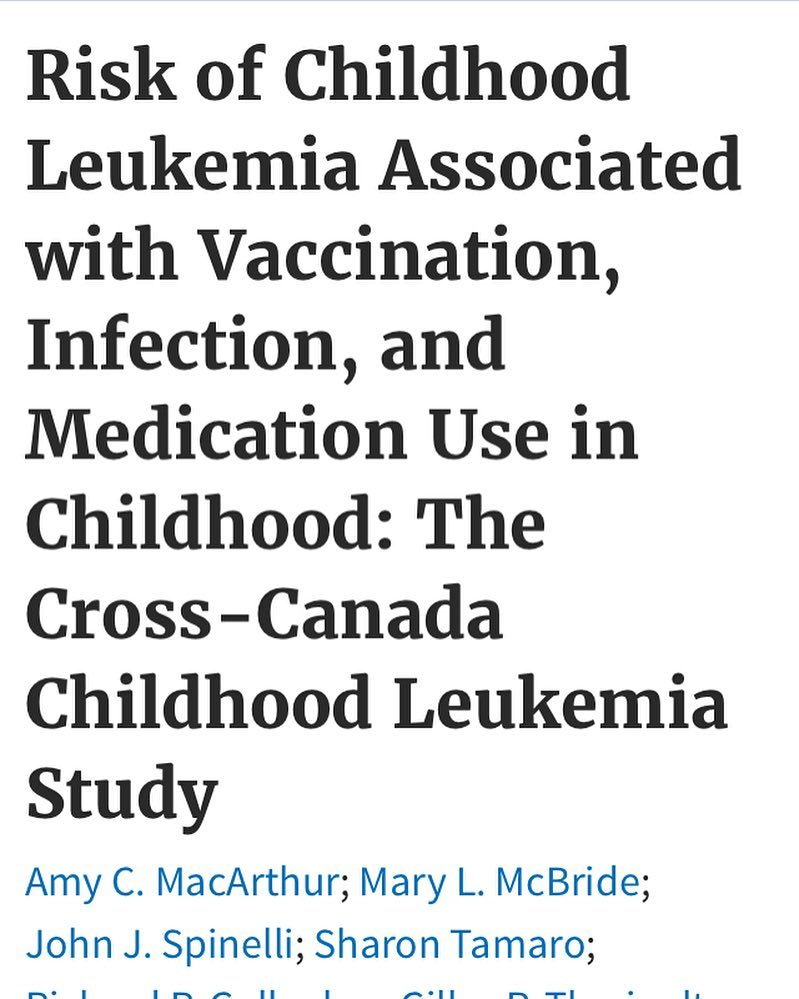 Risk of Childhood
Leukemia Associated
with Vaccination,
Infection, and
Medication Use in
Childhood: The
Cross-Canada
Childhood Leukemia
Study
Amy C. MacArthur; Mary L. McBride;
John J. Spinelli; Sharon Tamaro;